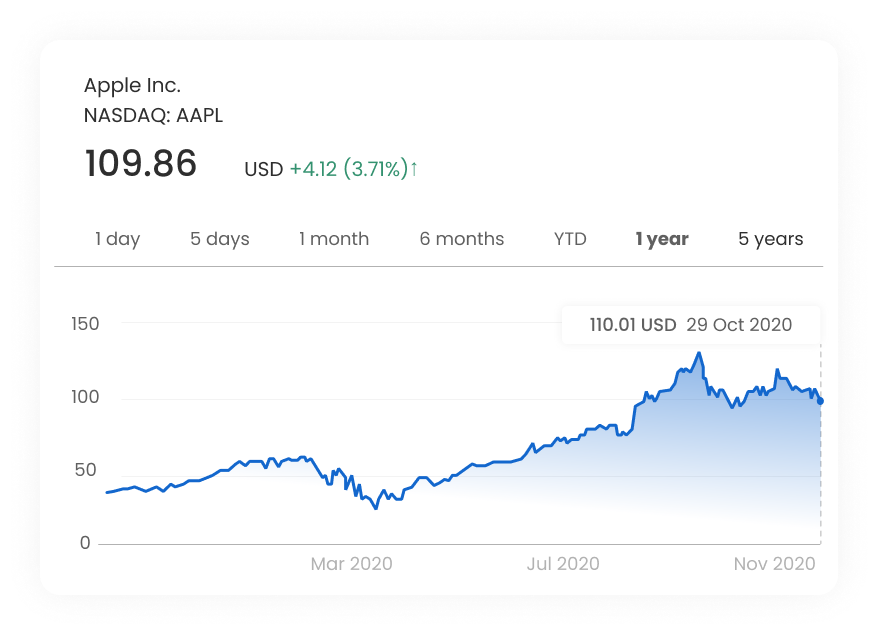 Apple Inc.
NASDAQ: AAPL
109.86 USD +4.12 (3.71%)↑
1 day 5 days 1 month 6 months YTD 1 year 5 years
110.01 USD 29 Oct 2020
150
100
50
0
Mar 2020 Jul 2020 Nov 2020